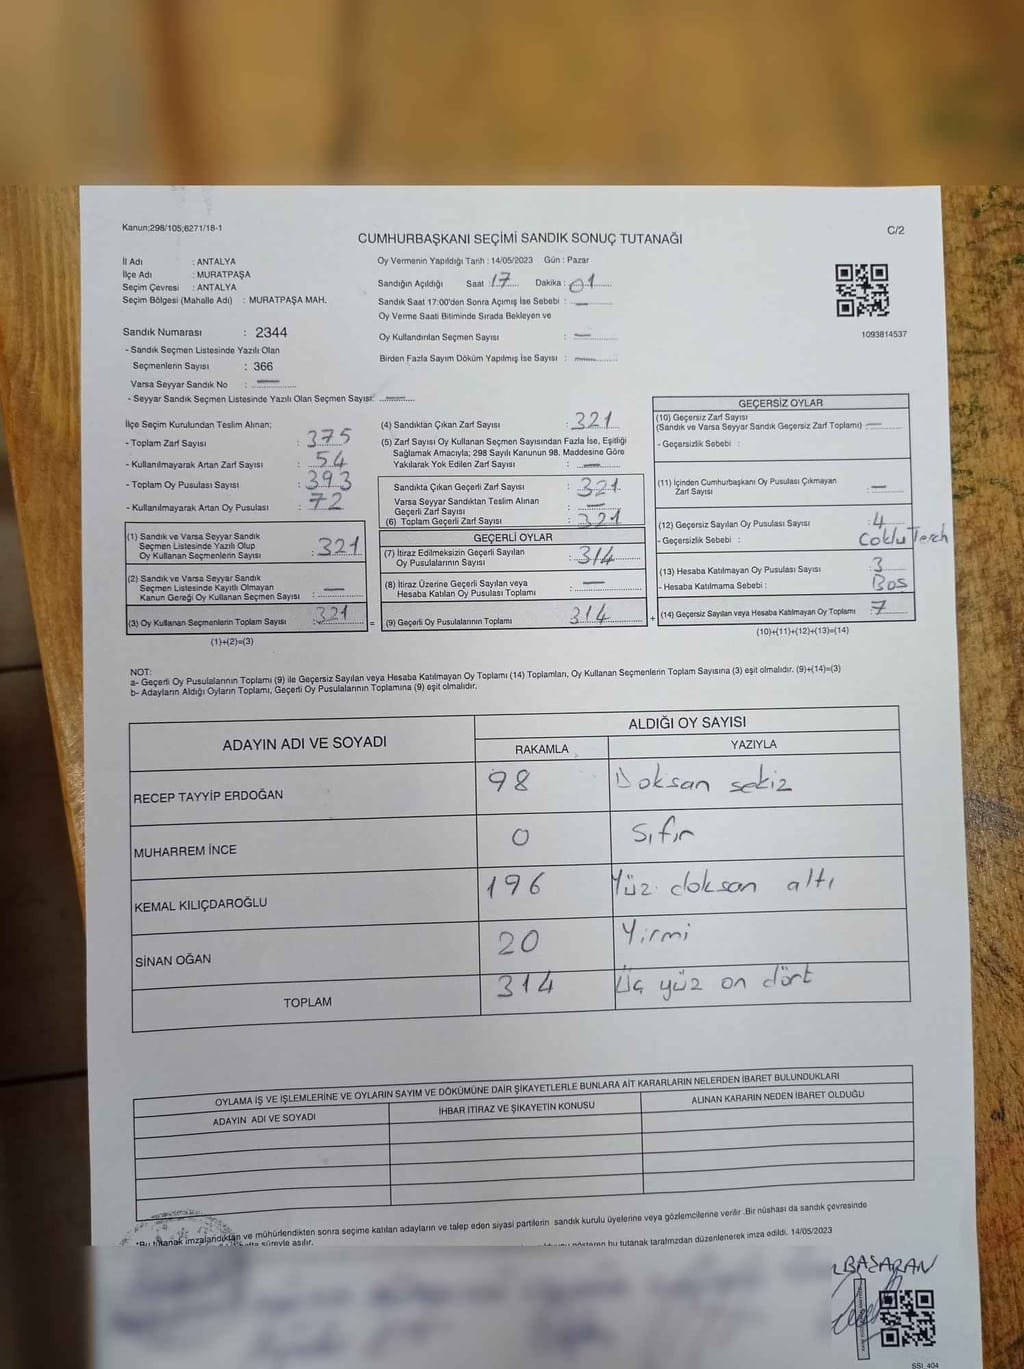 Kanun;298/105;6271/18-1
C/2
CUMHURBAŞKANI SEÇİMİ SANDIK SONUÇ TUTANAĞI
İl Adı : ANTALYA
İlçe Adı : MURATPAŞA
Seçim Çevresi : ANTALYA
Seçim Bölgesi (Mahalle Adı) : MURATPAŞA MAH.
Sandık Numarası : 2344
- Sandık Seçmen Listesinde Yazılı Olan
Seçmenlerin Sayısı : 366
Varsa Seyyar Sandık No : —
- Seyyar Sandık Seçmen Listesinde Yazılı Olan Seçmen Sayısı: —
Oy Vermenin Yapıldığı Tarih : 14/05/2023 Gün : Pazar
Sandığın Açıldığı Saat : 17 Dakika : 01
Sandık Saat 17:00'den Sonra Açılmış İse Sebebi : —
Oy Verme Saati Bitiminde Sırada Bekleyen ve
Oy Kullandırılan Seçmen Sayısı : —
Birden Fazla Sayım Döküm Yapılmış İse Sayısı : —
1093814537
İlçe Seçim Kurulundan Teslim Alınan;
- Toplam Zarf Sayısı : 375
- Kullanılmayarak Artan Zarf Sayısı : 54
- Toplam Oy Pusulası Sayısı : 393
- Kullanılmayarak Artan Oy Pusulası : 72
(1) Sandık ve Varsa Seyyar Sandık
Seçmen Listesinde Yazılı Olup
Oy Kullanan Seçmenlerin Sayısı : 321
(2) Sandık ve Varsa Seyyar Sandık
Seçmen Listesinde Kayıtlı Olmayan
Kanun Gereği Oy Kullanan Seçmen Sayısı : —
(3) Oy Kullanan Seçmenlerin Toplam Sayısı : 321
(1)+(2)=(3)
(4) Sandıktan Çıkan Zarf Sayısı : 321
(5) Zarf Sayısı Oy Kullanan Seçmen Sayısından Fazla İse, Eşitliği
Sağlamak Amacıyla; 298 Sayılı Kanunun 98. Maddesine Göre
Yakılarak Yok Edilen Zarf Sayısı : —
Sandıkta Çıkan Geçerli Zarf Sayısı : 321
Varsa Seyyar Sandıktan Teslim Alınan
Geçerli Zarf Sayısı : —
(6) Toplam Geçerli Zarf Sayısı : 321
GEÇERLİ OYLAR
(7) İtiraz Edilmeksizin Geçerli Sayılan
Oy Pusulalarının Sayısı : 314
(8) İtiraz Üzerine Geçerli Sayılan veya
Hesaba Katılan Oy Pusulası Toplamı : —
= (9) Geçerli Oy Pusulalarının Toplamı 314 +
GEÇERSİZ OYLAR
(10) Geçersiz Zarf Sayısı
(Sandık ve Varsa Seyyar Sandık Geçersiz Zarf Toplamı) —
- Geçersizlik Sebebi :
(11) İçinden Cumhurbaşkanı Oy Pusulası Çıkmayan
Zarf Sayısı : —
(12) Geçersiz Sayılan Oy Pusulası Sayısı : 4
- Geçersizlik Sebebi : Çoklu Terch
(13) Hesaba Katılmayan Oy Pusulası Sayısı : 3
- Hesaba Katılmama Sebebi : Bos
(14) Geçersiz Sayılan veya Hesaba Katılmayan Oy Toplamı : 7
(10)+(11)+(12)+(13)=(14)
NOT:
a- Geçerli Oy Pusulalarının Toplamı (9) ile Geçersiz Sayılan veya Hesaba Katılmayan Oy Toplamı (14) Toplamları, Oy Kullanan Seçmenlerin Toplam Sayısına (3) eşit olmalıdır. (9)+(14)=(3)
b- Adayların Aldığı Oyların Toplamı, Geçerli Oy Pusulalarının Toplamına (9) eşit olmalıdır.
ADAYIN ADI VE SOYADI
ALDIĞI OY SAYISI
RAKAMLA YAZIYLA
RECEP TAYYİP ERDOĞAN 98 Doksan sekiz
MUHARREM İNCE 0 Sıfır
KEMAL KILIÇDAROĞLU 196 Yüz doksan altı
SİNAN OĞAN 20 Yirmi
TOPLAM 314 Üç yüz on dört
OYLAMA İŞ VE İŞLEMLERİNE VE OYLARIN SAYIM VE DÖKÜMÜNE DAİR ŞİKAYETLERLE BUNLARA AİT KARARLARIN NELERDEN İBARET BULUNDUKLARI
ADAYIN ADI VE SOYADI İHBAR İTİRAZ VE ŞİKAYETİN KONUSU ALINAN KARARIN NEDEN İBARET OLDUĞU
*Bu tutanak imzalandıktan ve mühürlendikten sonra seçime katılan adayların ve talep eden siyasi partilerin sandık kurulu üyelerine veya gözlemcilerine verilir .Bir nüshası da sandık çevresinde
süreyle asılır.
gösteren bu tutanak tarafımızdan düzenlenerek imza edildi. 14/05/2023
BASARAN
SSI_404